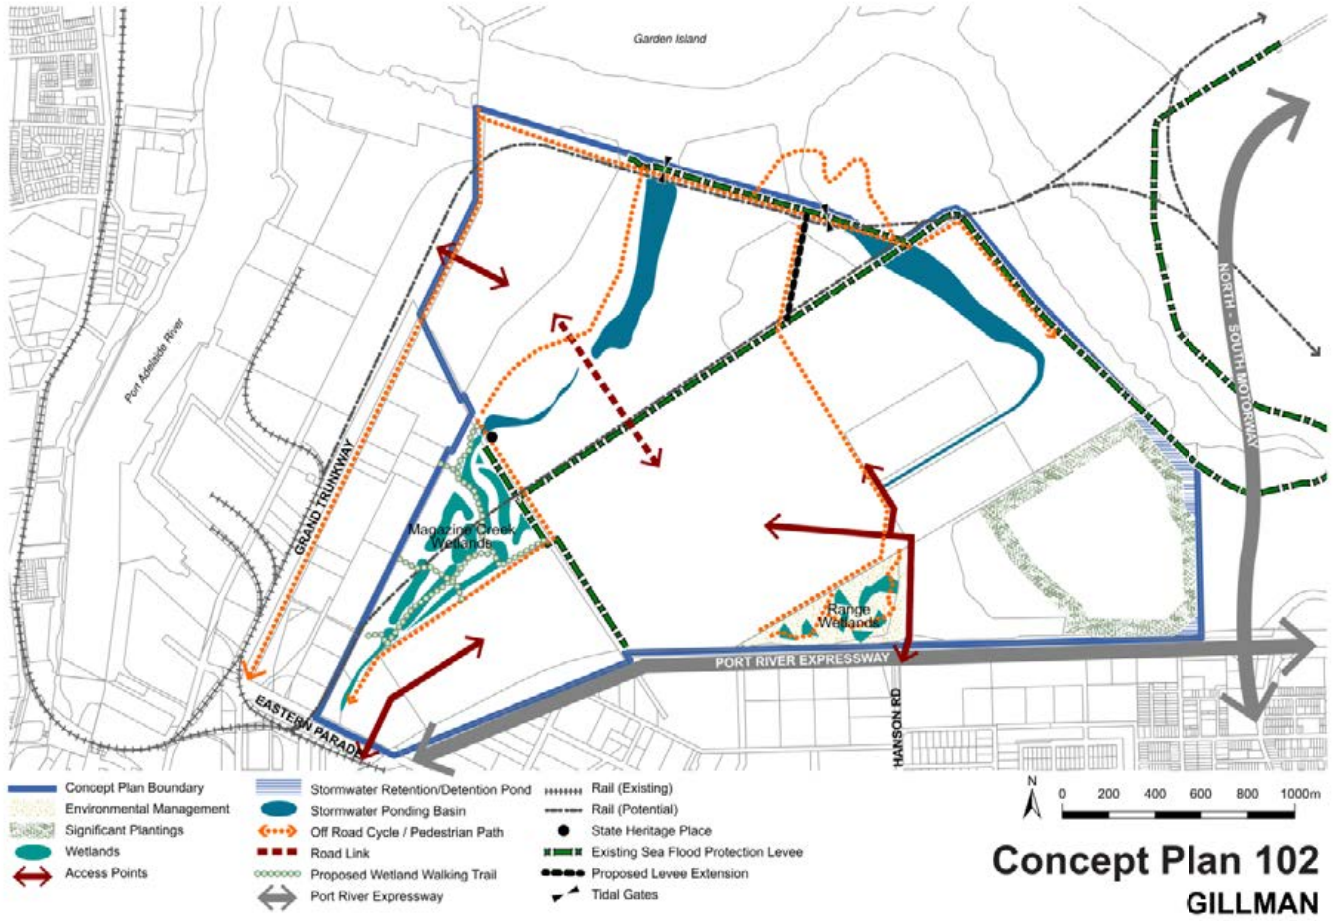 Garden Island
Port Adelaide River
GRAND TRUNKWAY
NORTH - SOUTH MOTORWAY
Magazine Creek
Wetlands
Range
Wetlands
PORT RIVER EXPRESSWAY
EASTERN PARADE
HANSON RD
Concept Plan Boundary
Environmental Management
Significant Plantings
Wetlands
Access Points
Stormwater Retention/Detention Pond
Stormwater Ponding Basin
Off Road Cycle / Pedestrian Path
Road Link
Proposed Wetland Walking Trail
Port River Expressway
Rail (Existing)
Rail (Potential)
State Heritage Place
Existing Sea Flood Protection Levee
Proposed Levee Extension
Tidal Gates
N
0 200 400 600 800 1000m
Concept Plan 102
GILLMAN